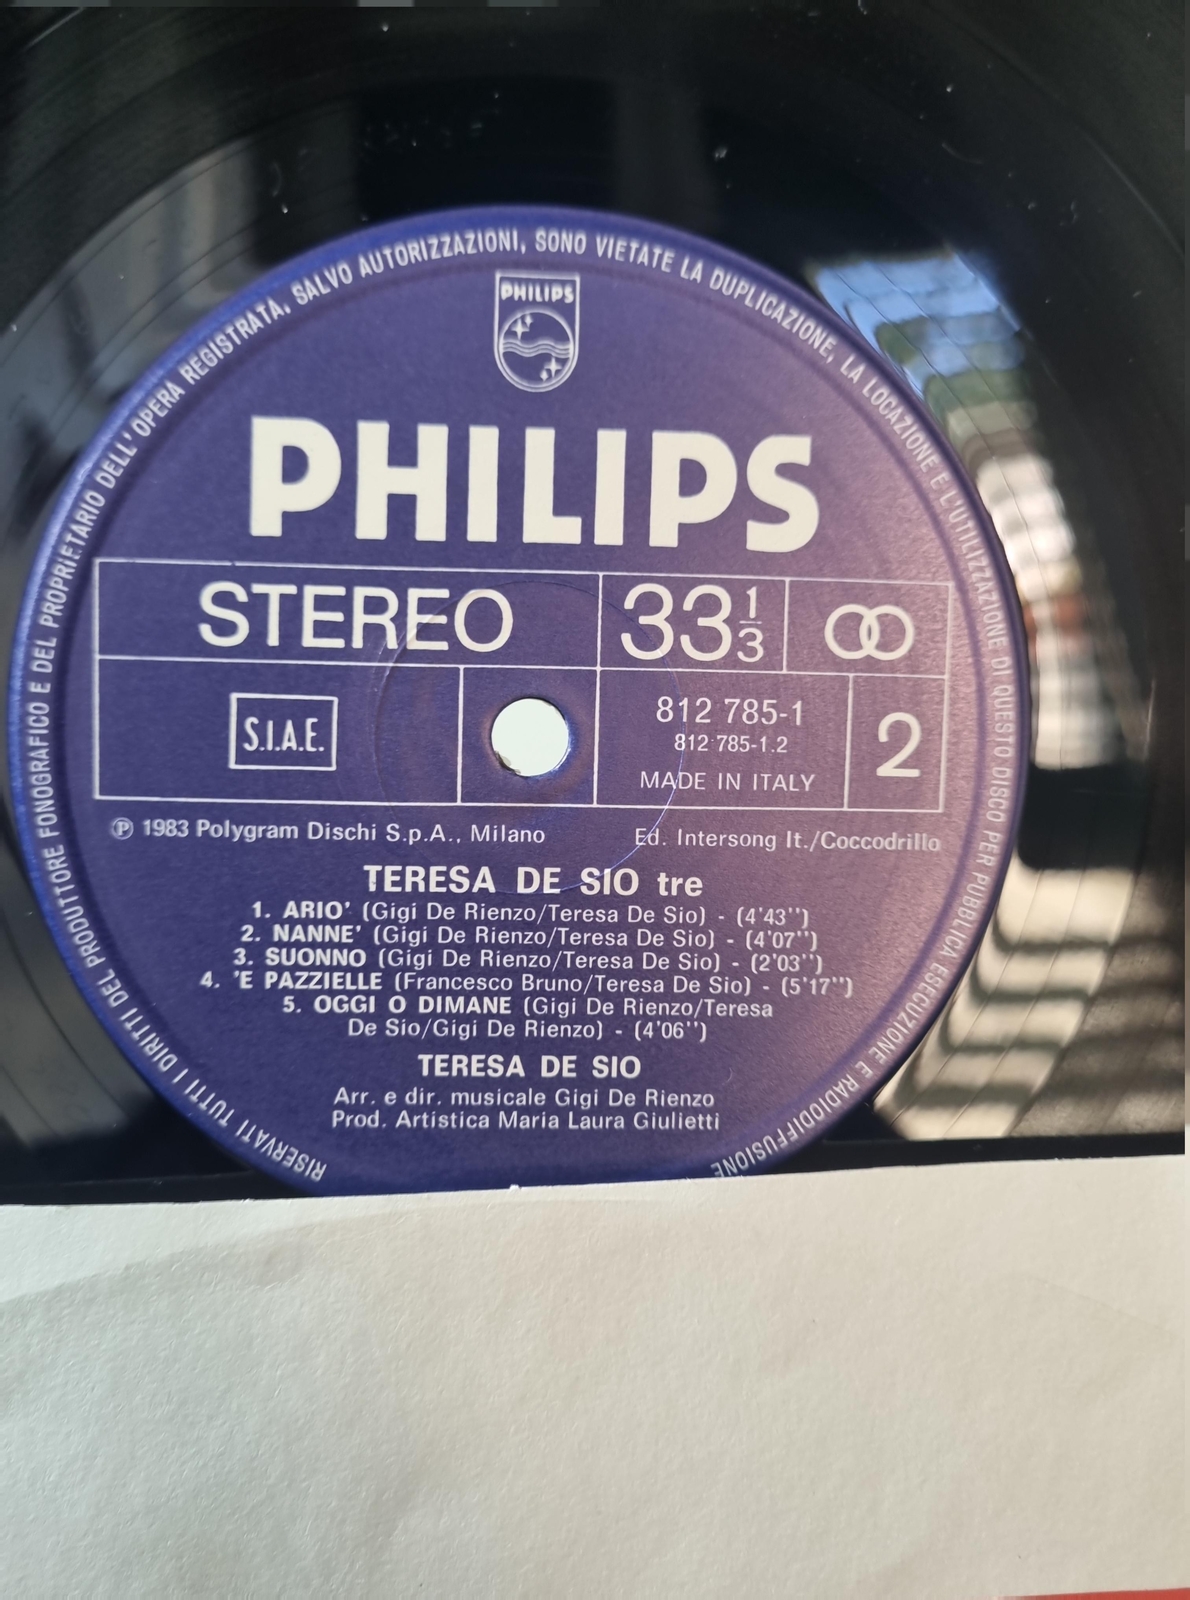 RISERVATI TUTTI I DIRITTI DEL PRODUTTORE FONOGRAFICO E DEL PROPRIETARIO DELL'OPERA REGISTRATA. SALVO AUTORIZZAZIONI, SONO VIETATE LA DUPLICAZIONE, LA LOCAZIONE E L'UTILIZZAZIONE DI QUESTO DISCO PER PUBBLICA ESECUZIONE E RADIODIFFUSIONE
PHILIPS
PHILIPS
STEREO 33 1/3
S.I.A.E.
812 785-1
812 785-1.2
MADE IN ITALY
2
℗ 1983 Polygram Dischi S.p.A., Milano Ed. Intersong It./Coccodrillo
TERESA DE SIO tre
1. ARIO' (Gigi De Rienzo/Teresa De Sio) - (4'43'')
2. NANNE' (Gigi De Rienzo/Teresa De Sio) - (4'07'')
3. SUONNO (Gigi De Rienzo/Teresa De Sio) - (2'03'')
4. 'E PAZZIELLE (Francesco Bruno/Teresa De Sio) - (5'17'')
5. OGGI O DIMANE (Gigi De Rienzo/Teresa
De Sio/Gigi De Rienzo) - (4'06'')
TERESA DE SIO
Arr. e dir. musicale Gigi De Rienzo
Prod. Artistica Maria Laura Giulietti